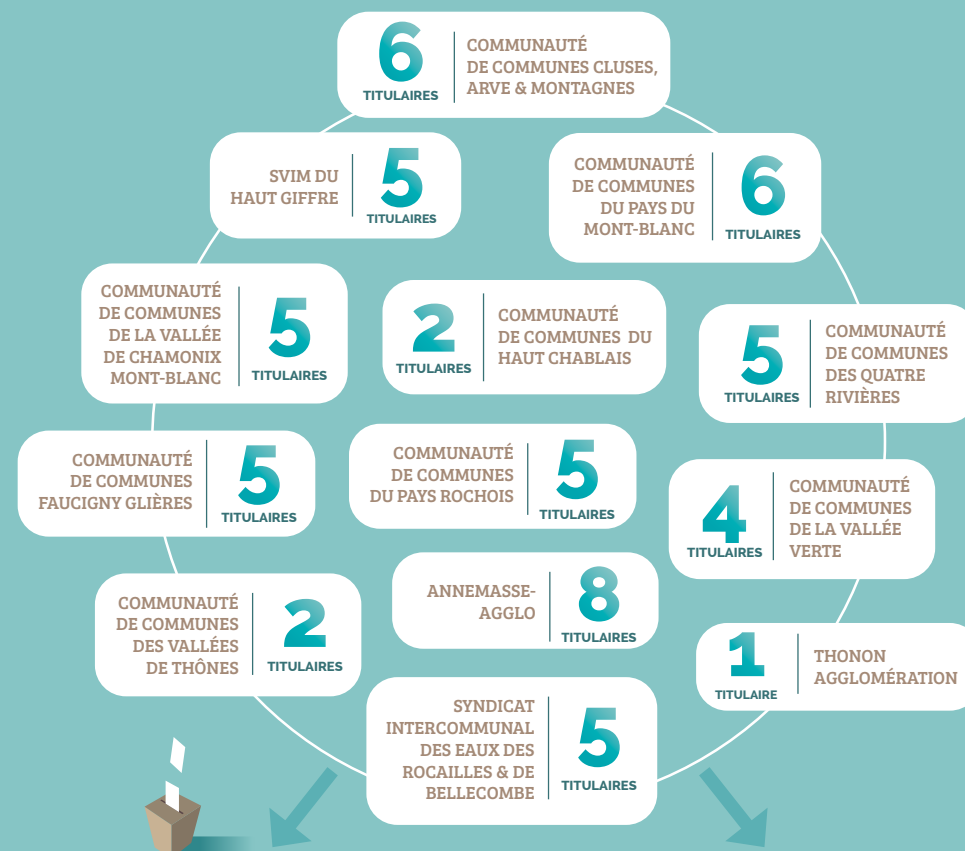 6
TITULAIRES
COMMUNAUTÉ
DE COMMUNES CLUSES,
ARVE & MONTAGNES
SVIM DU
HAUT GIFFRE
5
TITULAIRES
COMMUNAUTÉ
DE COMMUNES
DU PAYS DU
MONT-BLANC
6
TITULAIRES
COMMUNAUTÉ
DE COMMUNES
DE LA VALLÉE
DE CHAMONIX
MONT-BLANC
5
TITULAIRES
2
TITULAIRES
COMMUNAUTÉ
DE COMMUNES DU
HAUT CHABLAIS
5
TITULAIRES
COMMUNAUTÉ
DE COMMUNES
DES QUATRE
RIVIÈRES
COMMUNAUTÉ
DE COMMUNES
FAUCIGNY GLIÈRES
5
TITULAIRES
COMMUNAUTÉ
DE COMMUNES
DU PAYS ROCHOIS
5
TITULAIRES
4
TITULAIRES
COMMUNAUTÉ
DE COMMUNES
DE LA VALLÉE
VERTE
COMMUNAUTÉ
DE COMMUNES
DES VALLÉES
DE THÔNES
2
TITULAIRES
ANNEMASSE-
AGGLO
8
TITULAIRES
1
TITULAIRE
THONON
AGGLOMÉRATION
SYNDICAT
INTERCOMMUNAL
DES EAUX DES
ROCAILLES & DE
BELLECOMBE
5
TITULAIRES